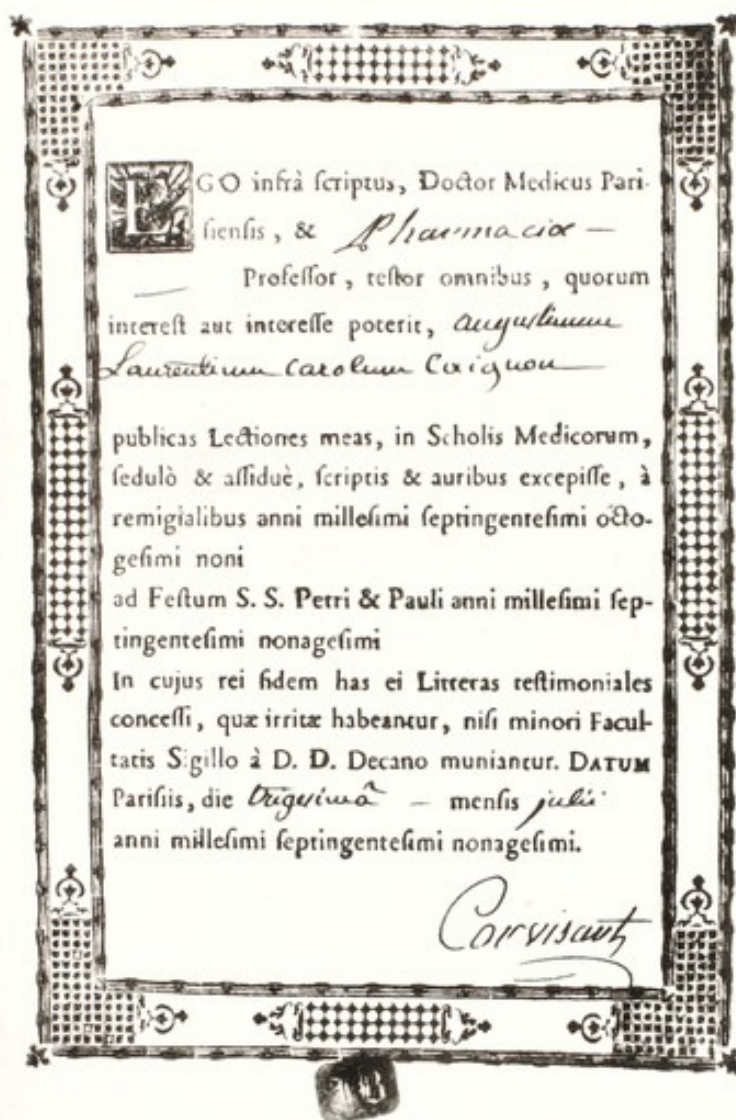 EGO infrà ſcriptus, Doctor Medicus Pari-
ſienſis, & Pharmaciæ —
Profeſſor, teſtor omnibus, quorum
intereſt aut intereſſe poterit, augustinum
Laurentium Carolum Coignon
publicas Lectiones meas, in Scholis Medicorum,
ſedulò & aſſiduè, ſcriptis & auribus excepiſſe, à
remigialibus anni milleſimi ſeptingenteſimi octo-
geſimi noni
ad Feſtum S. S. Petri & Pauli anni milleſimi ſep-
tingenteſimi nonageſimi
In cujus rei fidem has ei Litteras teſtimoniales
conceſſi, quæ irritæ habeantur, niſi minori Facul-
tatis Sigillo à D. D. Decano muniantur. DATUM
Pariſiis, die trigesimâ — menſis julii
anni milleſimi ſeptingenteſimi nonageſimi.
Corvisart